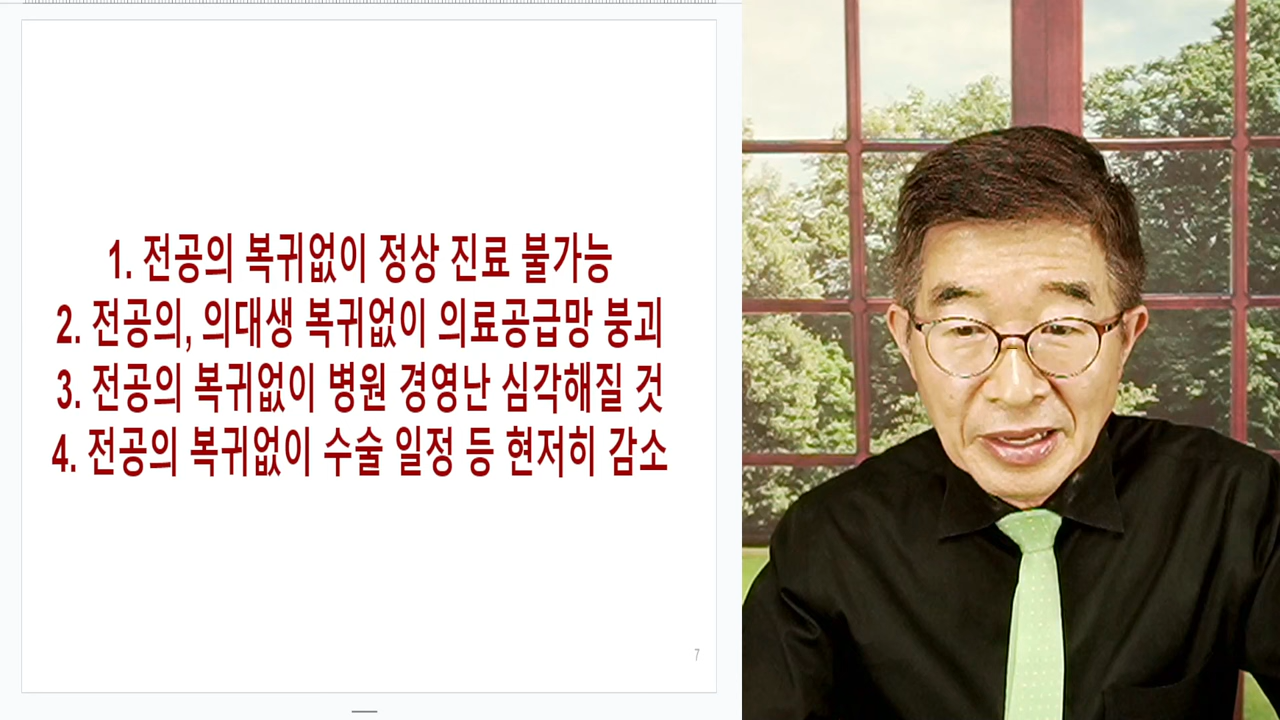 1. 전공의 복귀없이 정상 진료 불가능
2. 전공의, 의대생 복귀없이 의료공급망 붕괴
3. 전공의 복귀없이 병원 경영난 심각해질 것
4. 전공의 복귀없이 수술 일정 등 현저히 감소
7